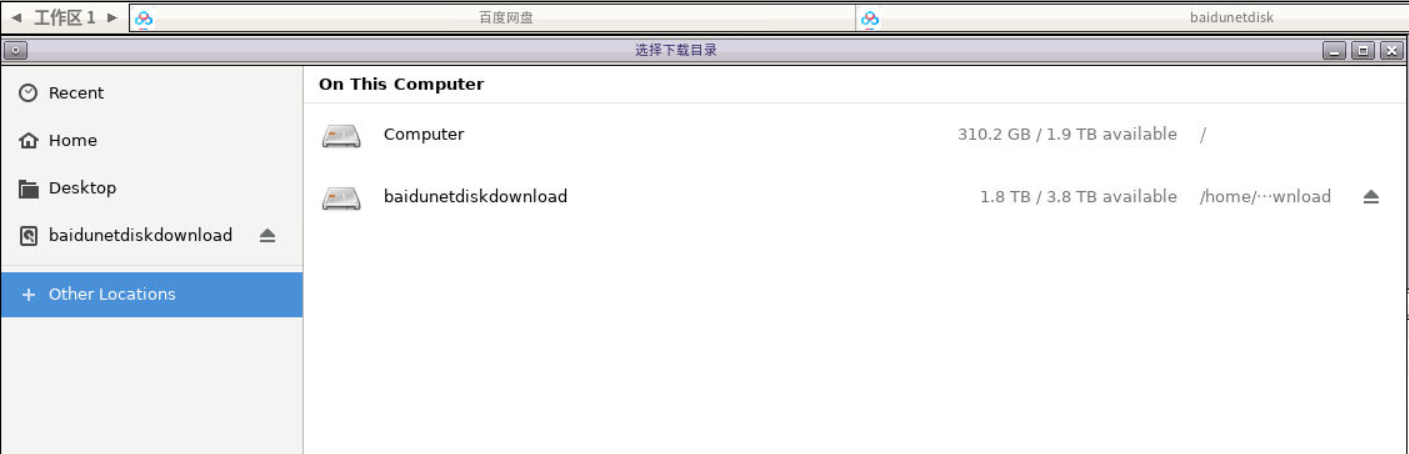 工作区 1
百度网盘
baidunetdisk
选择下载目录
Recent
Home
Desktop
baidunetdiskdownload
Other Locations
On This Computer
Computer 310.2 GB / 1.9 TB available /
baidunetdiskdownload 1.8 TB / 3.8 TB available /home/···wnload